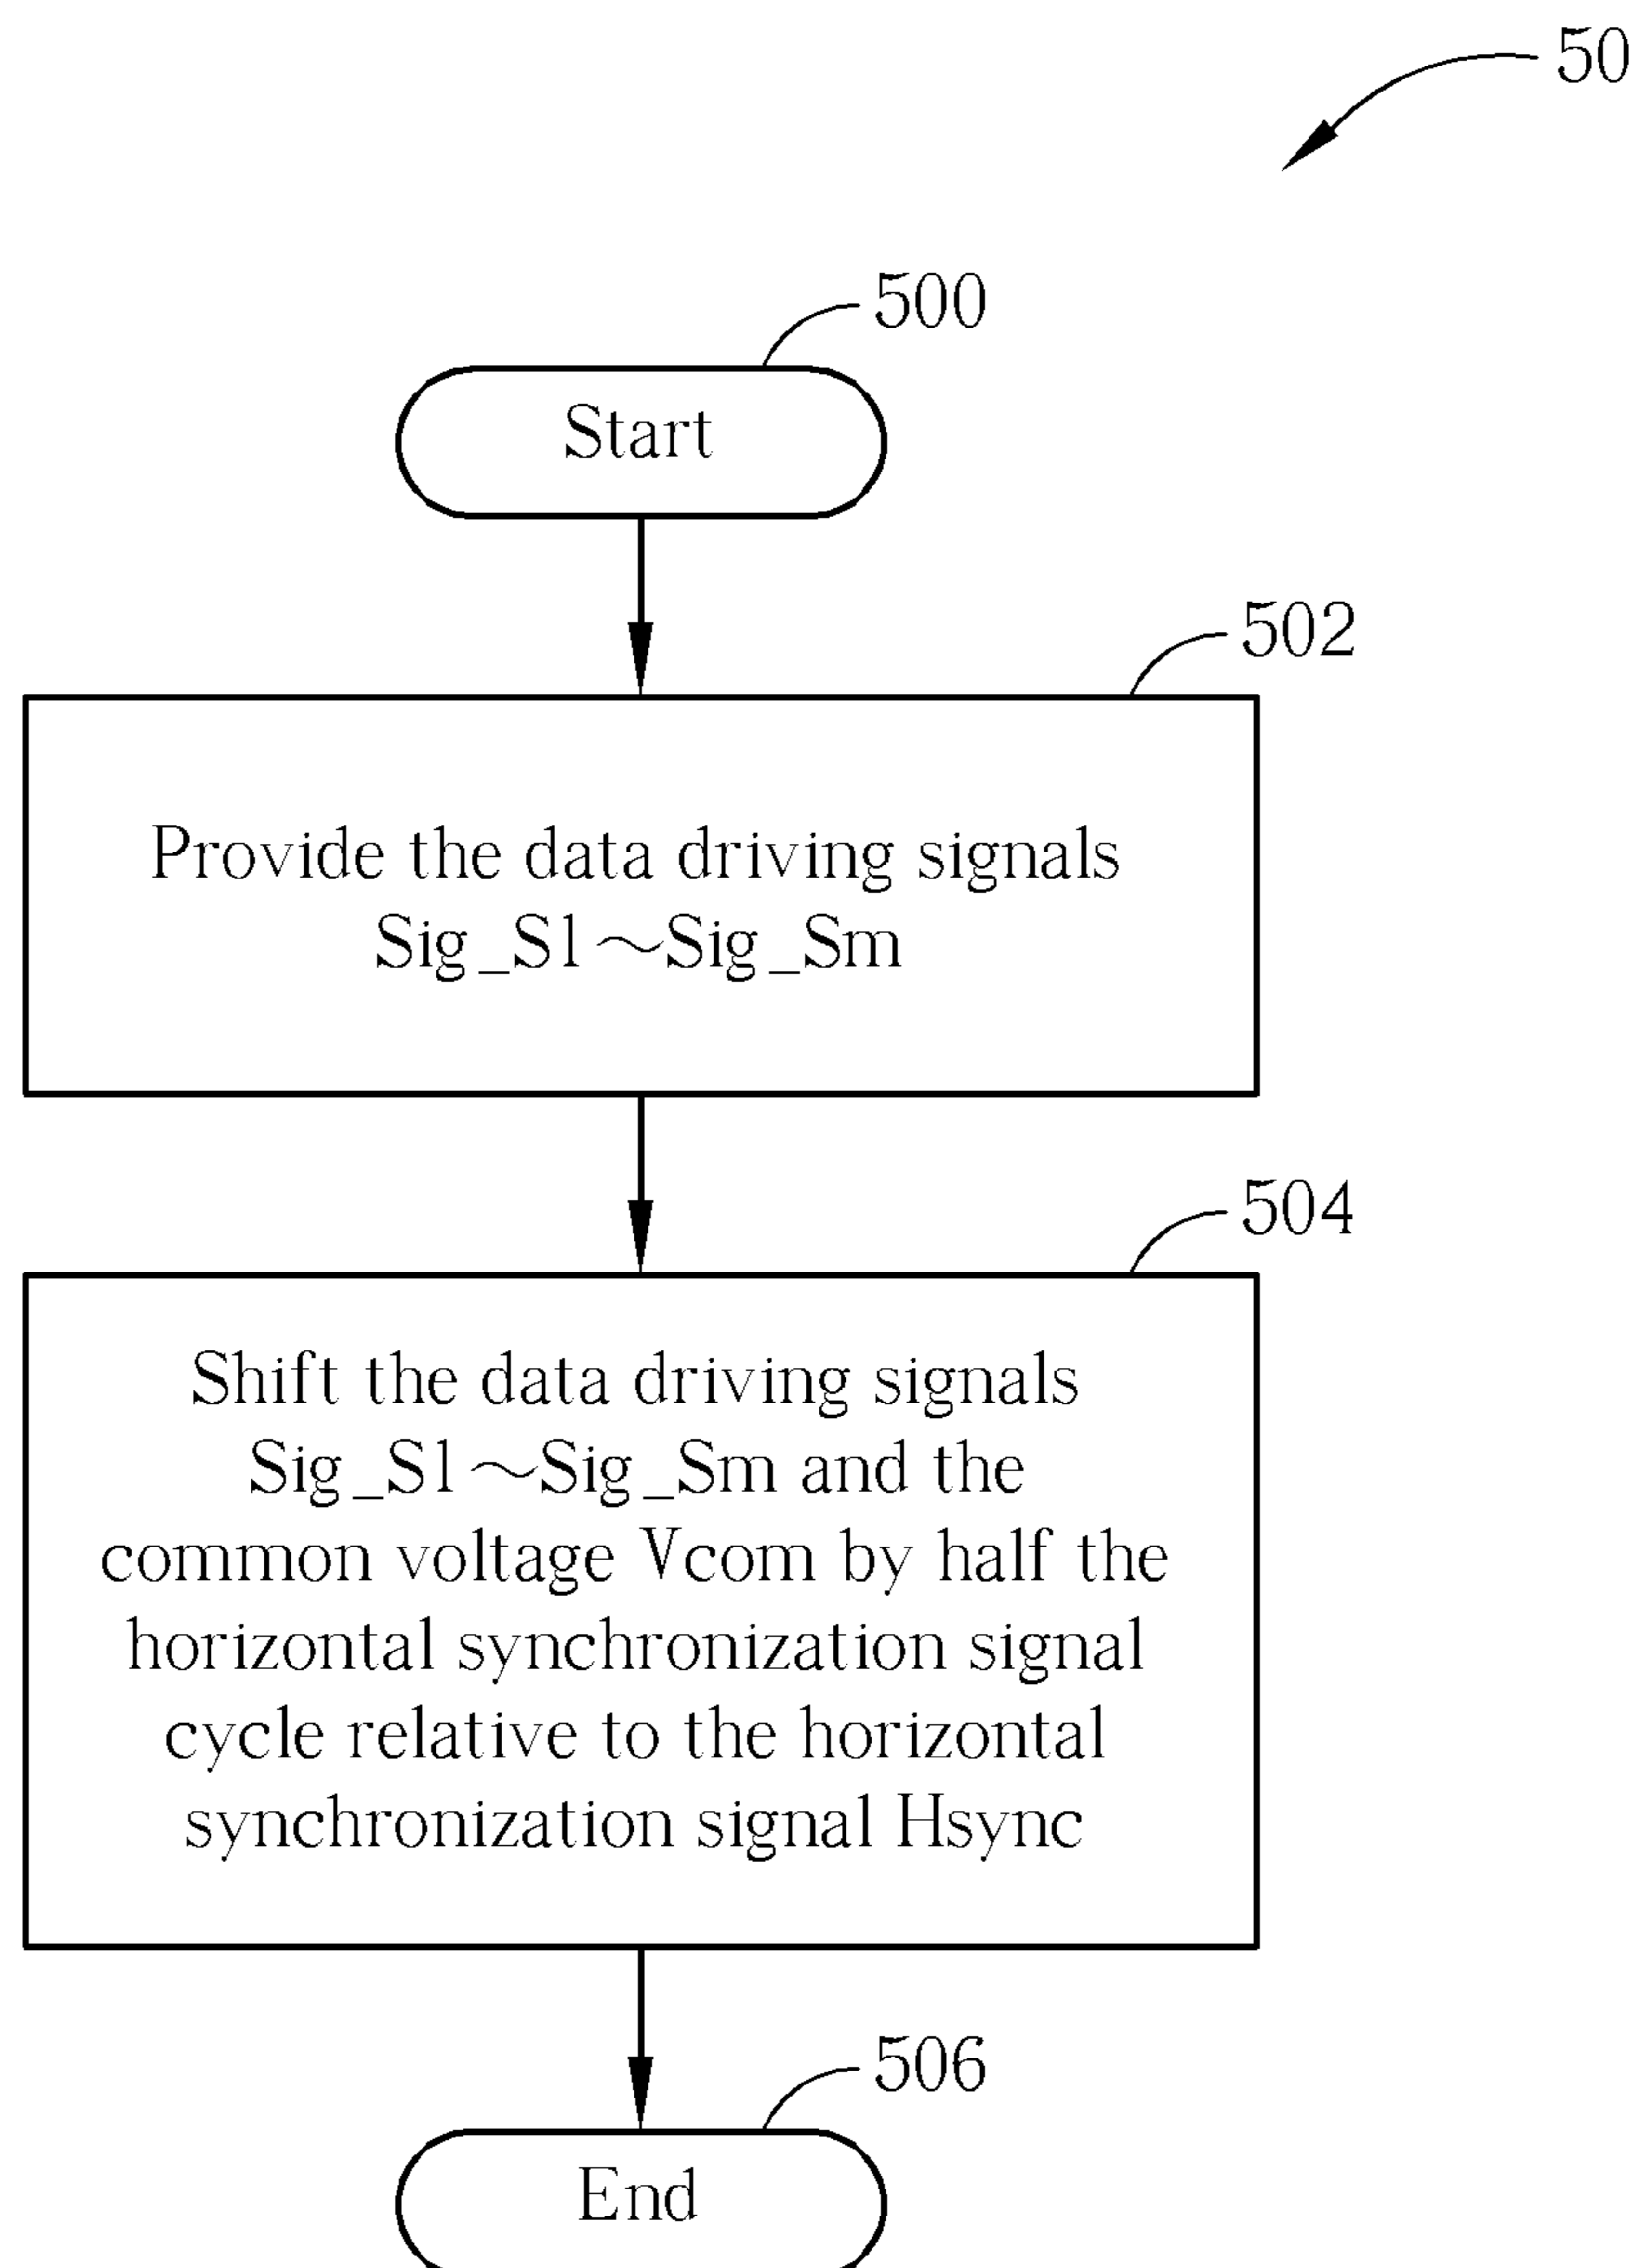 50
500
Start
502
Provide the data driving signals
Sig_S1～Sig_Sm
504
Shift the data driving signals
Sig_S1～Sig_Sm and the
common voltage Vcom by half the
horizontal synchronization signal
cycle relative to the horizontal
synchronization signal Hsync
506
End